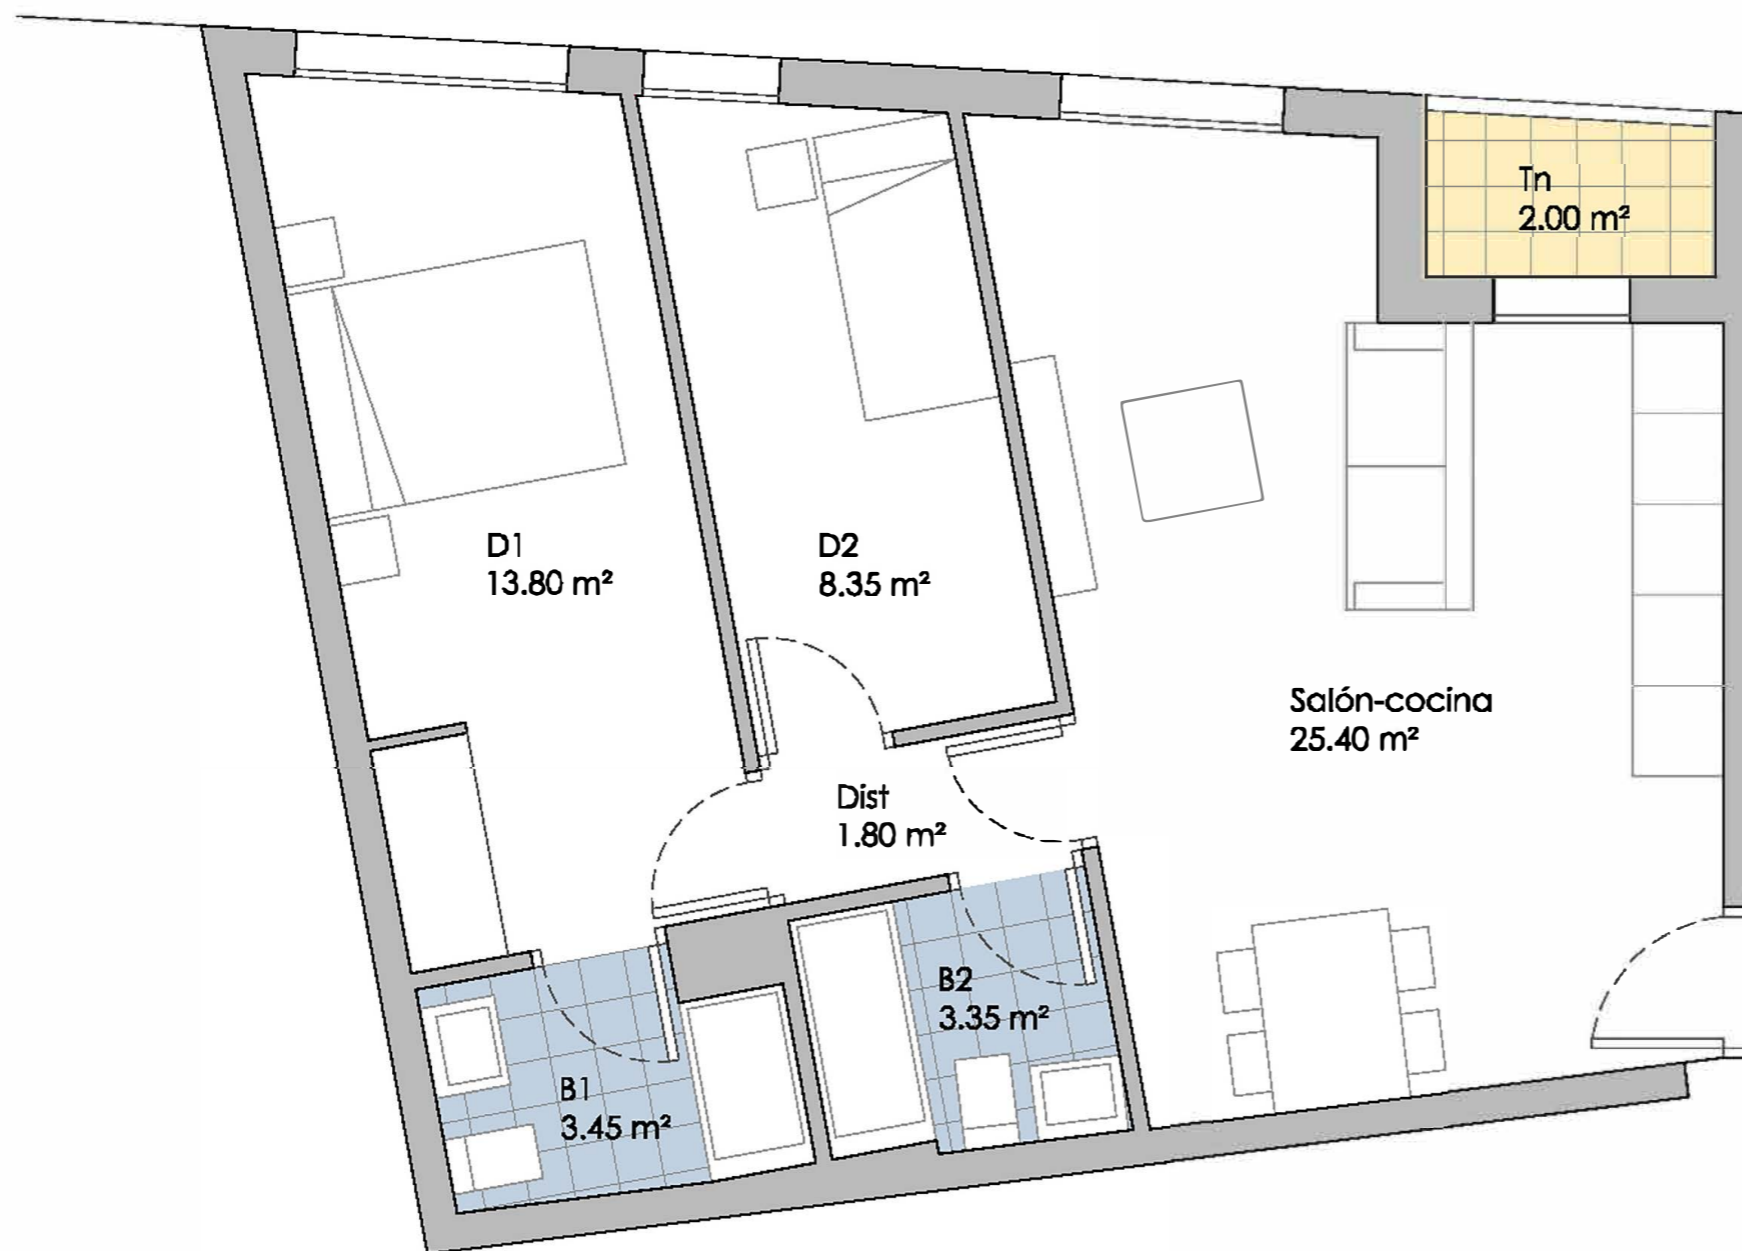 Tn
2.00 m²
D1
13.80 m²
D2
8.35 m²
Salón-cocina
25.40 m²
Dist
1.80 m²
B2
3.35 m²
B1
3.45 m²